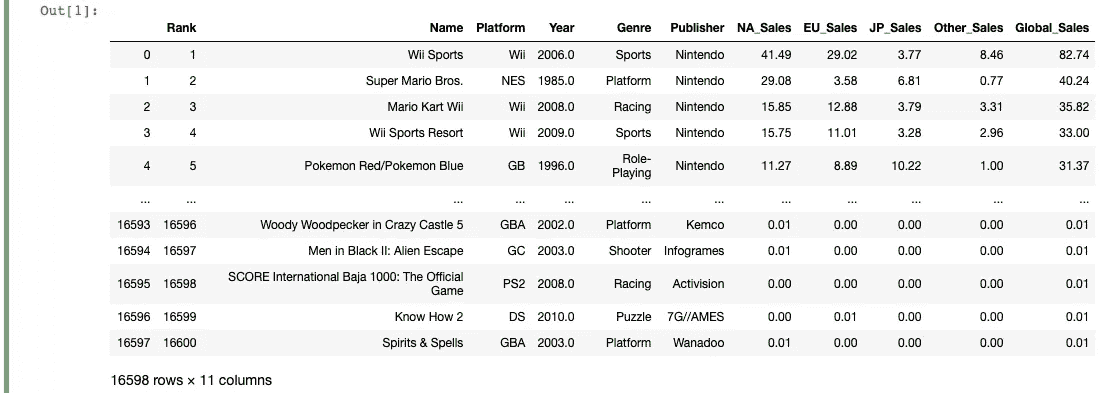 Out[1]:
Rank Name Platform Year Genre Publisher NA_Sales EU_Sales JP_Sales Other_Sales Global_Sales
0 1 Wii Sports Wii 2006.0 Sports Nintendo 41.49 29.02 3.77 8.46 82.74
1 2 Super Mario Bros. NES 1985.0 Platform Nintendo 29.08 3.58 6.81 0.77 40.24
2 3 Mario Kart Wii Wii 2008.0 Racing Nintendo 15.85 12.88 3.79 3.31 35.82
3 4 Wii Sports Resort Wii 2009.0 Sports Nintendo 15.75 11.01 3.28 2.96 33.00
4 5 Pokemon Red/Pokemon Blue GB 1996.0 Role-
Playing Nintendo 11.27 8.89 10.22 1.00 31.37
... ... ... ... ... ... ... ... ... ... ... ...
16593 16596 Woody Woodpecker in Crazy Castle 5 GBA 2002.0 Platform Kemco 0.01 0.00 0.00 0.00 0.01
16594 16597 Men in Black II: Alien Escape GC 2003.0 Shooter Infogrames 0.01 0.00 0.00 0.00 0.01
16595 16598 SCORE International Baja 1000: The Official
Game PS2 2008.0 Racing Activision 0.00 0.00 0.00 0.00 0.01
16596 16599 Know How 2 DS 2010.0 Puzzle 7G//AMES 0.00 0.01 0.00 0.00 0.01
16597 16600 Spirits & Spells GBA 2003.0 Platform Wanadoo 0.01 0.00 0.00 0.00 0.01
16598 rows × 11 columns